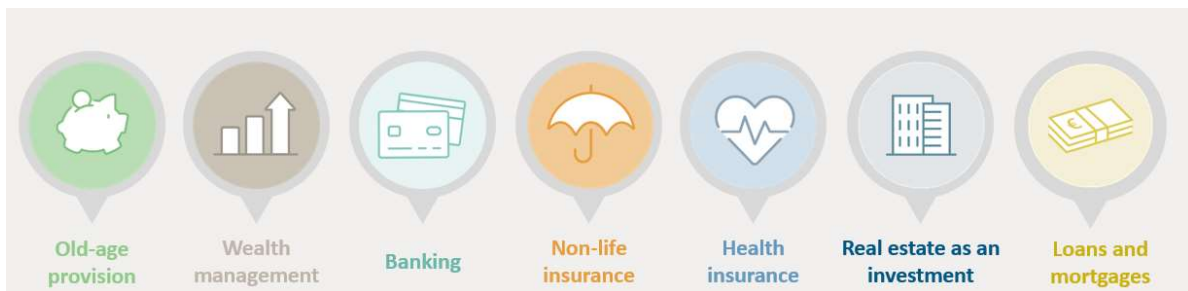 Old-age
provision
Wealth
management
Banking
Non-life
insurance
Health
insurance
Real estate as an
investment
Loans and
mortgages
€